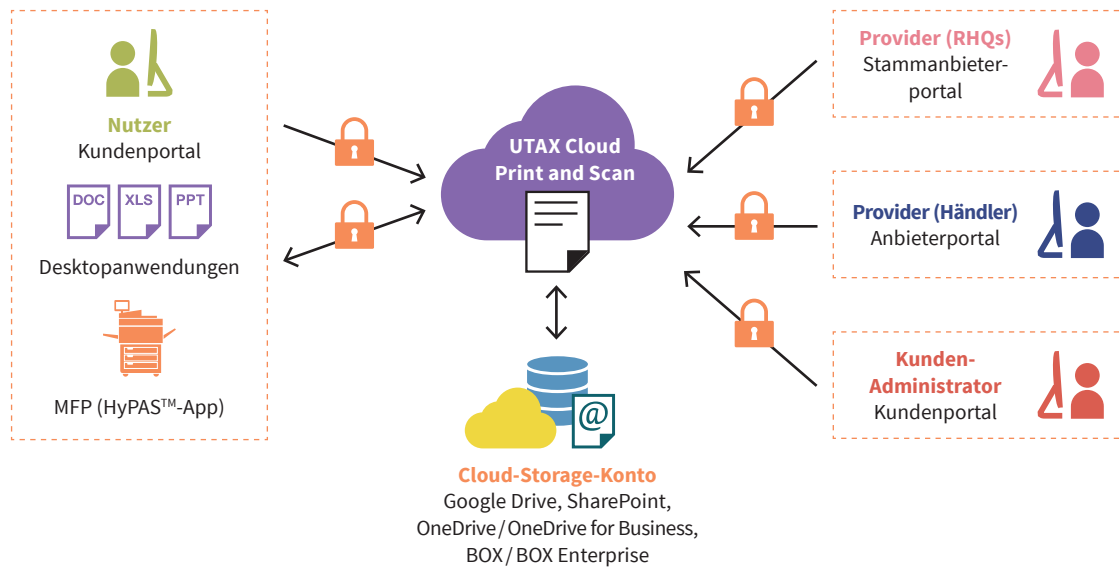 Nutzer
Kundenportal
DOC XLS PPT
Desktopanwendungen
MFP (HyPAS™-App)
UTAX Cloud
Print and Scan
@
Cloud-Storage-Konto
Google Drive, SharePoint,
OneDrive/OneDrive for Business,
BOX/BOX Enterprise
Provider (RHQs)
Stammanbieter-
portal
Provider (Händler)
Anbieterportal
Kunden-
Administrator
Kundenportal